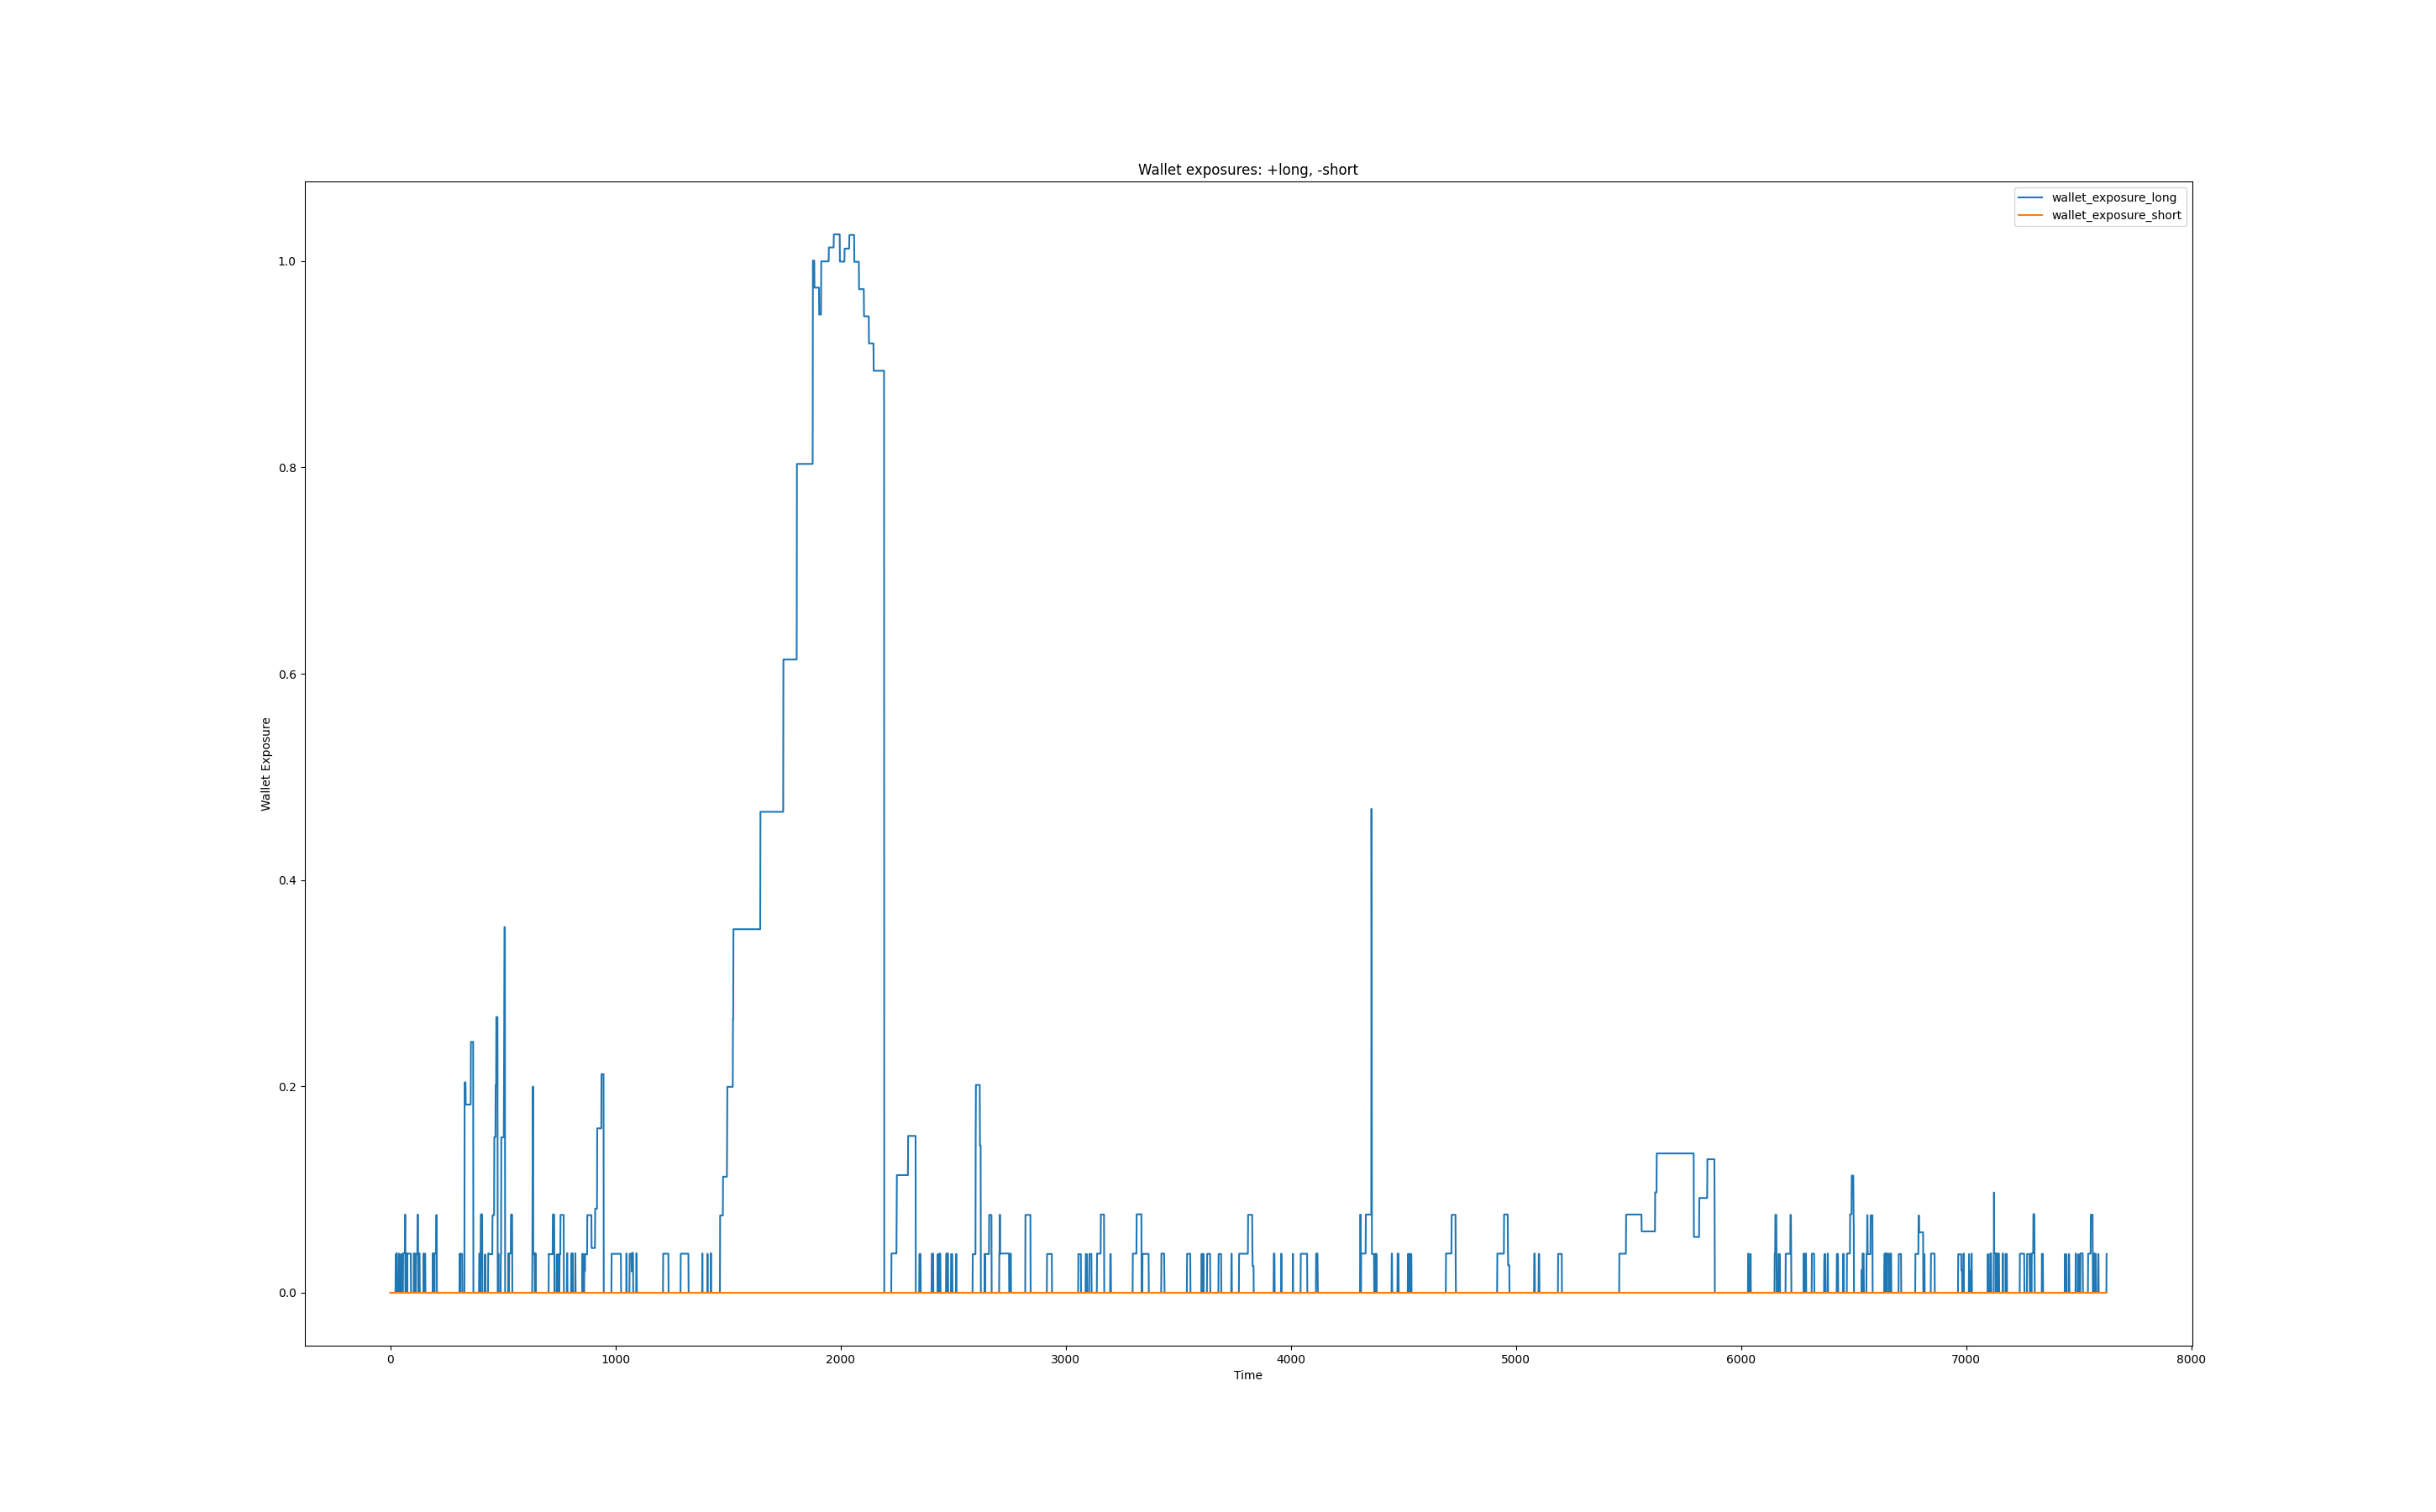 Wallet exposures: +long, -short
wallet_exposure_long
wallet_exposure_short
1.0
0.8
0.6
0.4
0.2
0.0
Wallet Exposure
0 1000 2000 3000 4000 5000 6000 7000 8000
Time